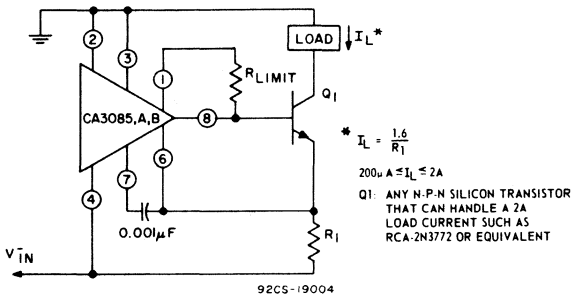 LOAD
I_L*
2
3
1
R_LIMIT
Q1
CA3085,A,B
8
* I_L = 1.6/R1
6
200µA ≤ I_L ≤ 2A
7
Q1: ANY N-P-N SILICON TRANSISTOR
THAT CAN HANDLE A 2A
LOAD CURRENT SUCH AS
RCA-2N3772 OR EQUIVALENT
4
0.001µF
R1
V⁻IN
92CS-19004